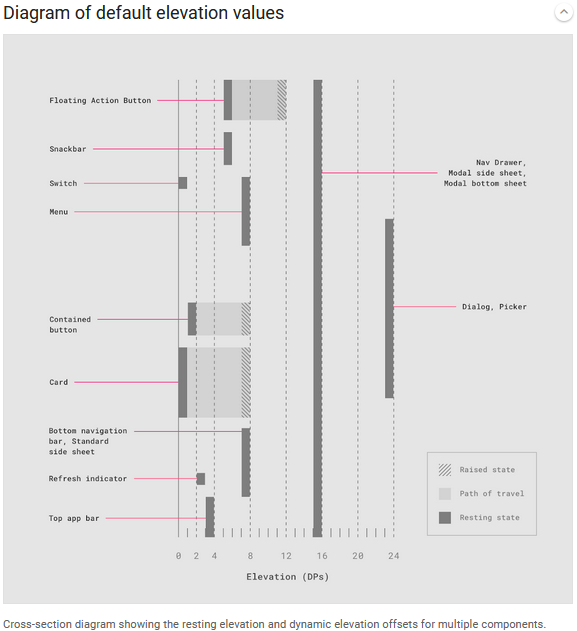 Diagram of default elevation values
Floating Action Button
Snackbar
Switch
Menu
Nav Drawer,
Modal side sheet,
Modal bottom sheet
Dialog, Picker
Contained
button
Card
Bottom navigation
bar, Standard
side sheet
Refresh indicator
Top app bar
Raised state
Path of travel
Resting state
0 2 4 8 12 16 20 24
Elevation (DPs)
Cross-section diagram showing the resting elevation and dynamic elevation offsets for multiple components.